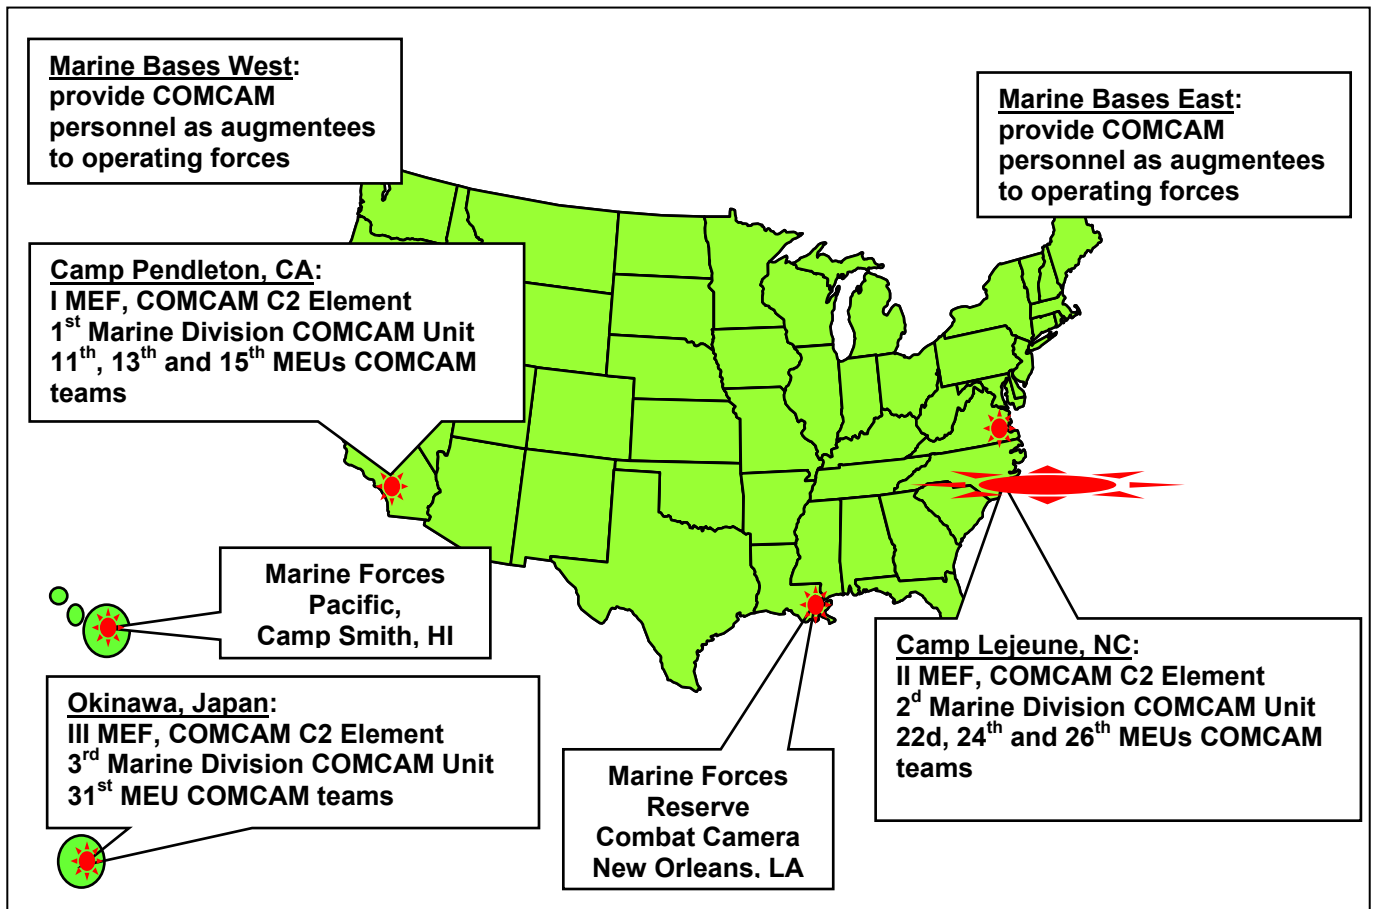 Marine Bases West:
provide COMCAM
personnel as augmentees
to operating forces
Marine Bases East:
provide COMCAM
personnel as augmentees
to operating forces
Camp Pendleton, CA:
I MEF, COMCAM C2 Element
1st Marine Division COMCAM Unit
11th, 13th and 15th MEUs COMCAM
teams
Marine Forces
Pacific,
Camp Smith, HI
Okinawa, Japan:
III MEF, COMCAM C2 Element
3rd Marine Division COMCAM Unit
31st MEU COMCAM teams
Marine Forces
Reserve
Combat Camera
New Orleans, LA
Camp Lejeune, NC:
II MEF, COMCAM C2 Element
2d Marine Division COMCAM Unit
22d, 24th and 26th MEUs COMCAM
teams